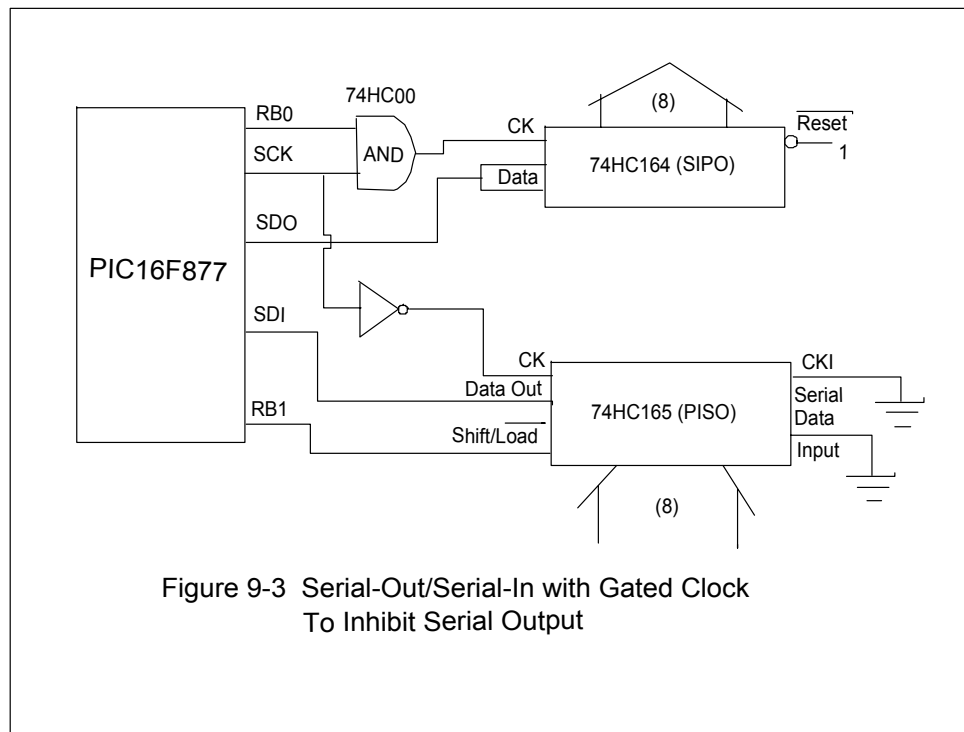 74HC00
RB0
SCK
AND
CK
(8)
Reset
1
Data
74HC164 (SIPO)
SDO
PIC16F877
SDI
CK
Data Out
RB1
Shift/Load
74HC165 (PISO)
CKI
Serial
Data
Input
(8)
Figure 9-3 Serial-Out/Serial-In with Gated Clock
To Inhibit Serial Output